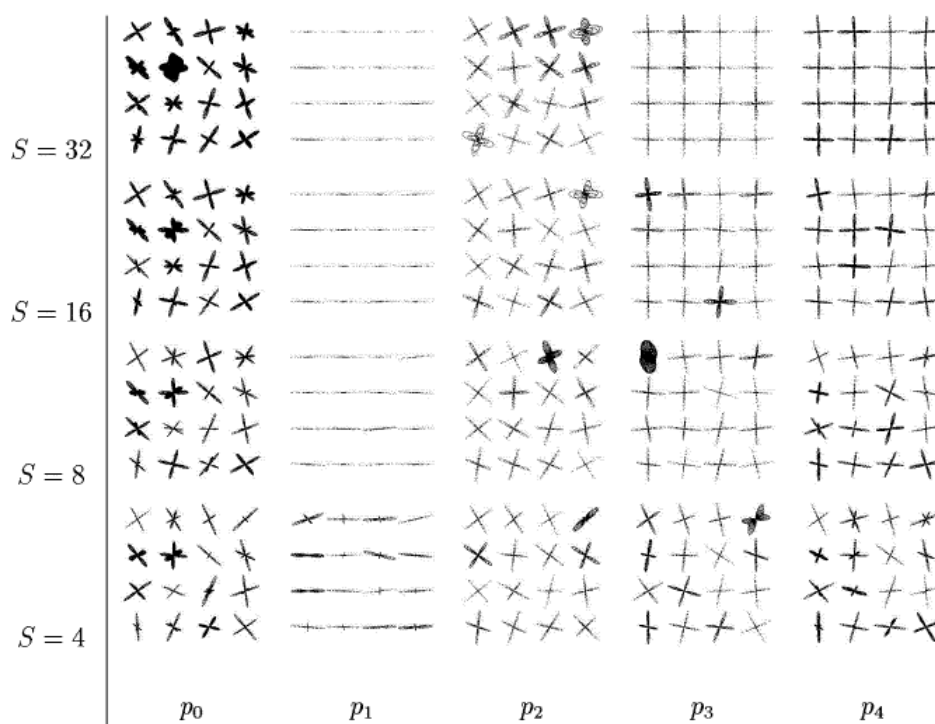 S = 32
S = 16
S = 8
S = 4
p₀ p₁ p₂ p₃ p₄